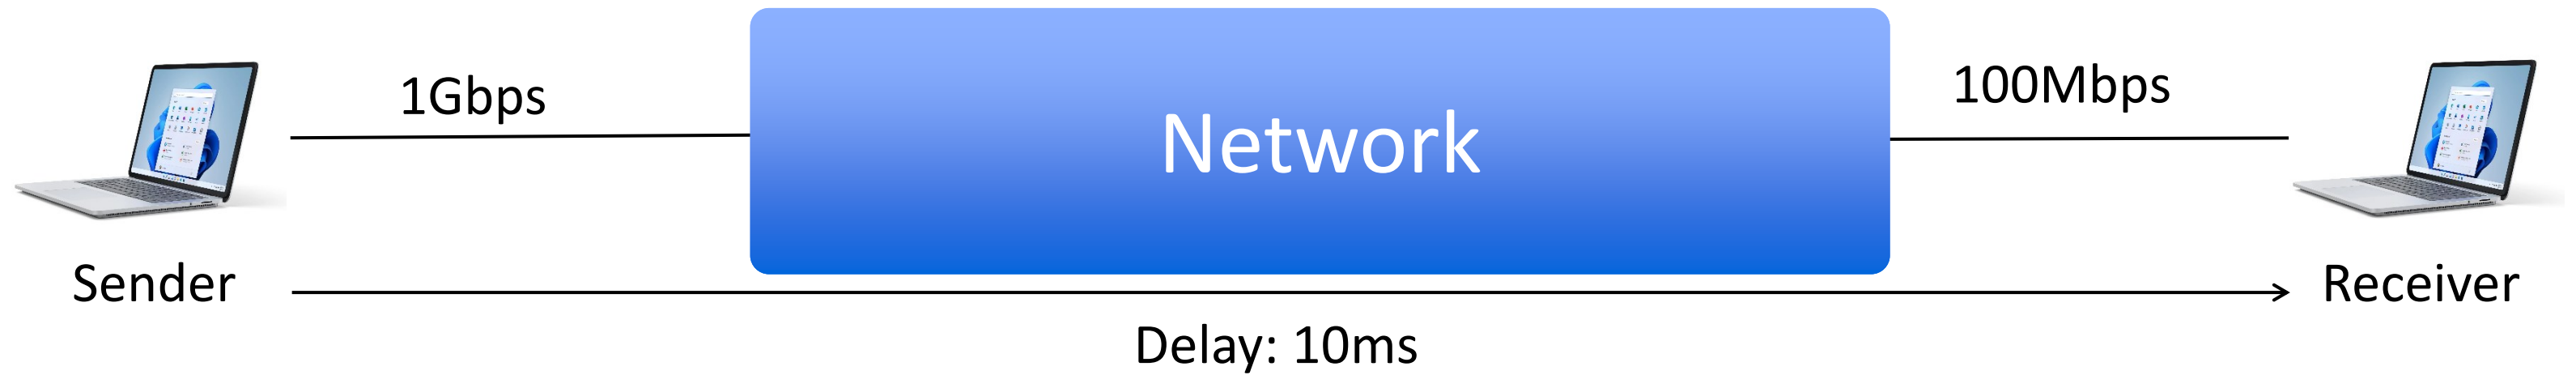 1Gbps
Network
100Mbps
Sender
Receiver
Delay: 10ms